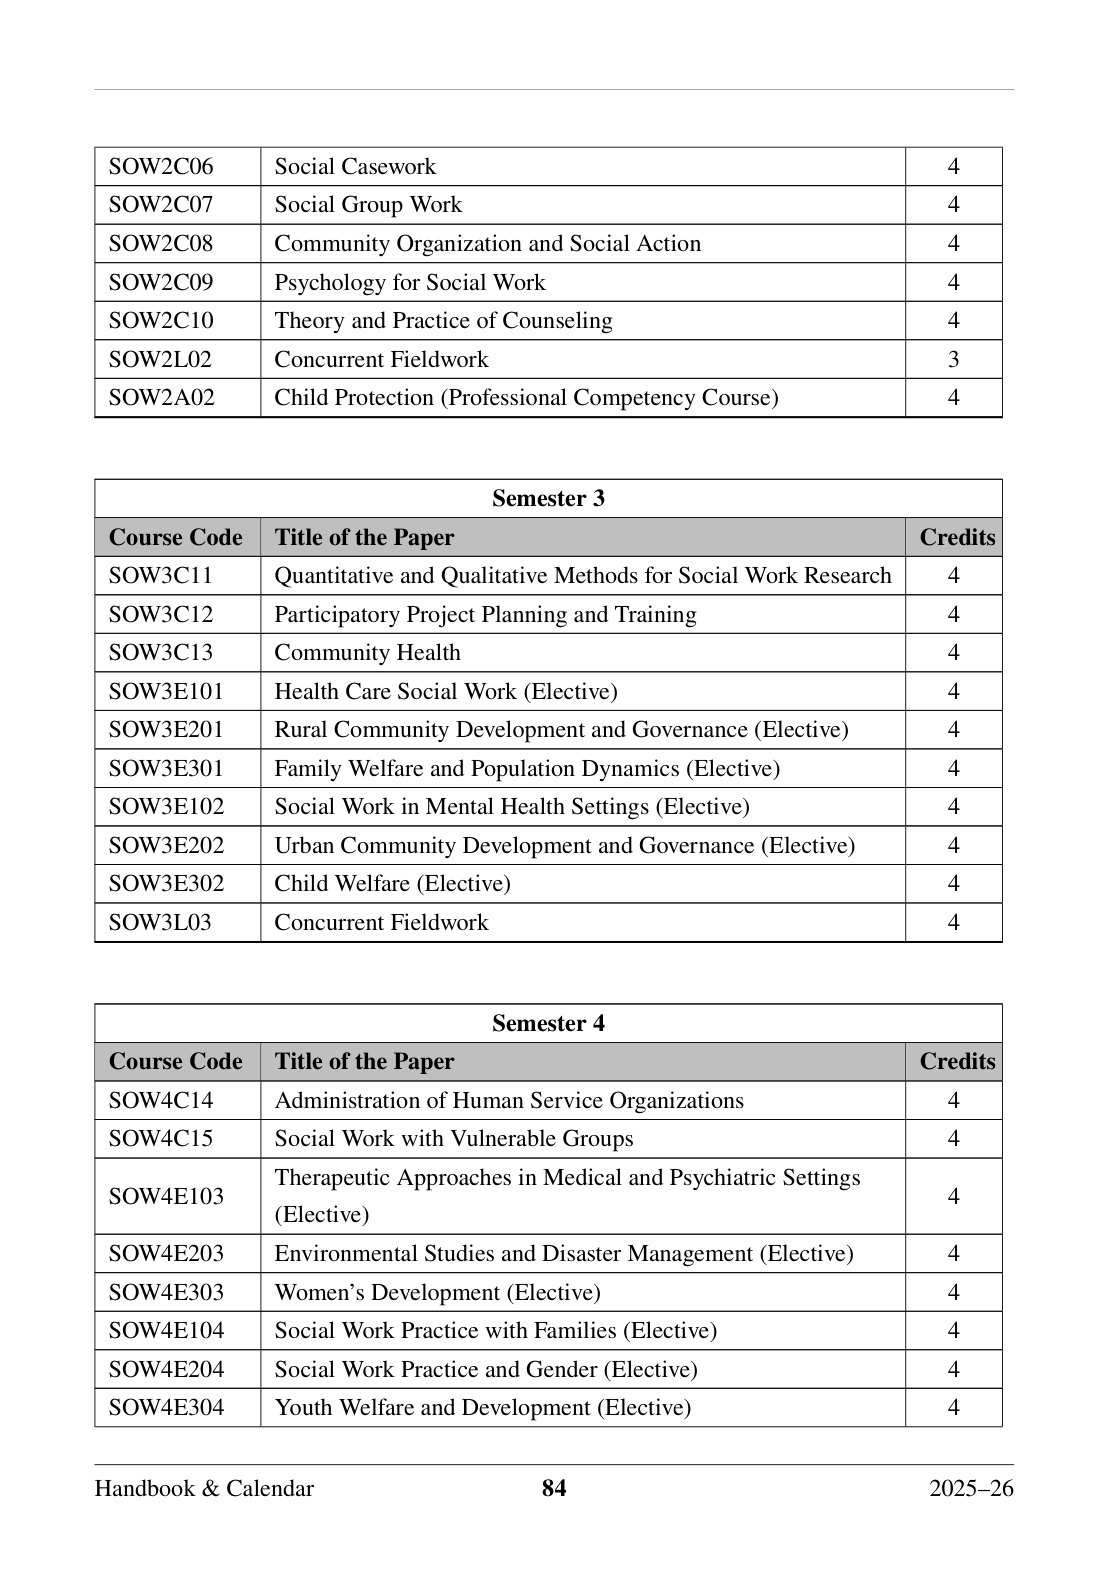 SOW2C06 Social Casework 4
SOW2C07 Social Group Work 4
SOW2C08 Community Organization and Social Action 4
SOW2C09 Psychology for Social Work 4
SOW2C10 Theory and Practice of Counseling 4
SOW2L02 Concurrent Fieldwork 3
SOW2A02 Child Protection (Professional Competency Course) 4
Semester 3
Course Code Title of the Paper Credits
SOW3C11 Quantitative and Qualitative Methods for Social Work Research 4
SOW3C12 Participatory Project Planning and Training 4
SOW3C13 Community Health 4
SOW3E101 Health Care Social Work (Elective) 4
SOW3E201 Rural Community Development and Governance (Elective) 4
SOW3E301 Family Welfare and Population Dynamics (Elective) 4
SOW3E102 Social Work in Mental Health Settings (Elective) 4
SOW3E202 Urban Community Development and Governance (Elective) 4
SOW3E302 Child Welfare (Elective) 4
SOW3L03 Concurrent Fieldwork 4
Semester 4
Course Code Title of the Paper Credits
SOW4C14 Administration of Human Service Organizations 4
SOW4C15 Social Work with Vulnerable Groups 4
SOW4E103 Therapeutic Approaches in Medical and Psychiatric Settings
(Elective) 4
SOW4E203 Environmental Studies and Disaster Management (Elective) 4
SOW4E303 Women’s Development (Elective) 4
SOW4E104 Social Work Practice with Families (Elective) 4
SOW4E204 Social Work Practice and Gender (Elective) 4
SOW4E304 Youth Welfare and Development (Elective) 4
Handbook & Calendar 84 2025–26